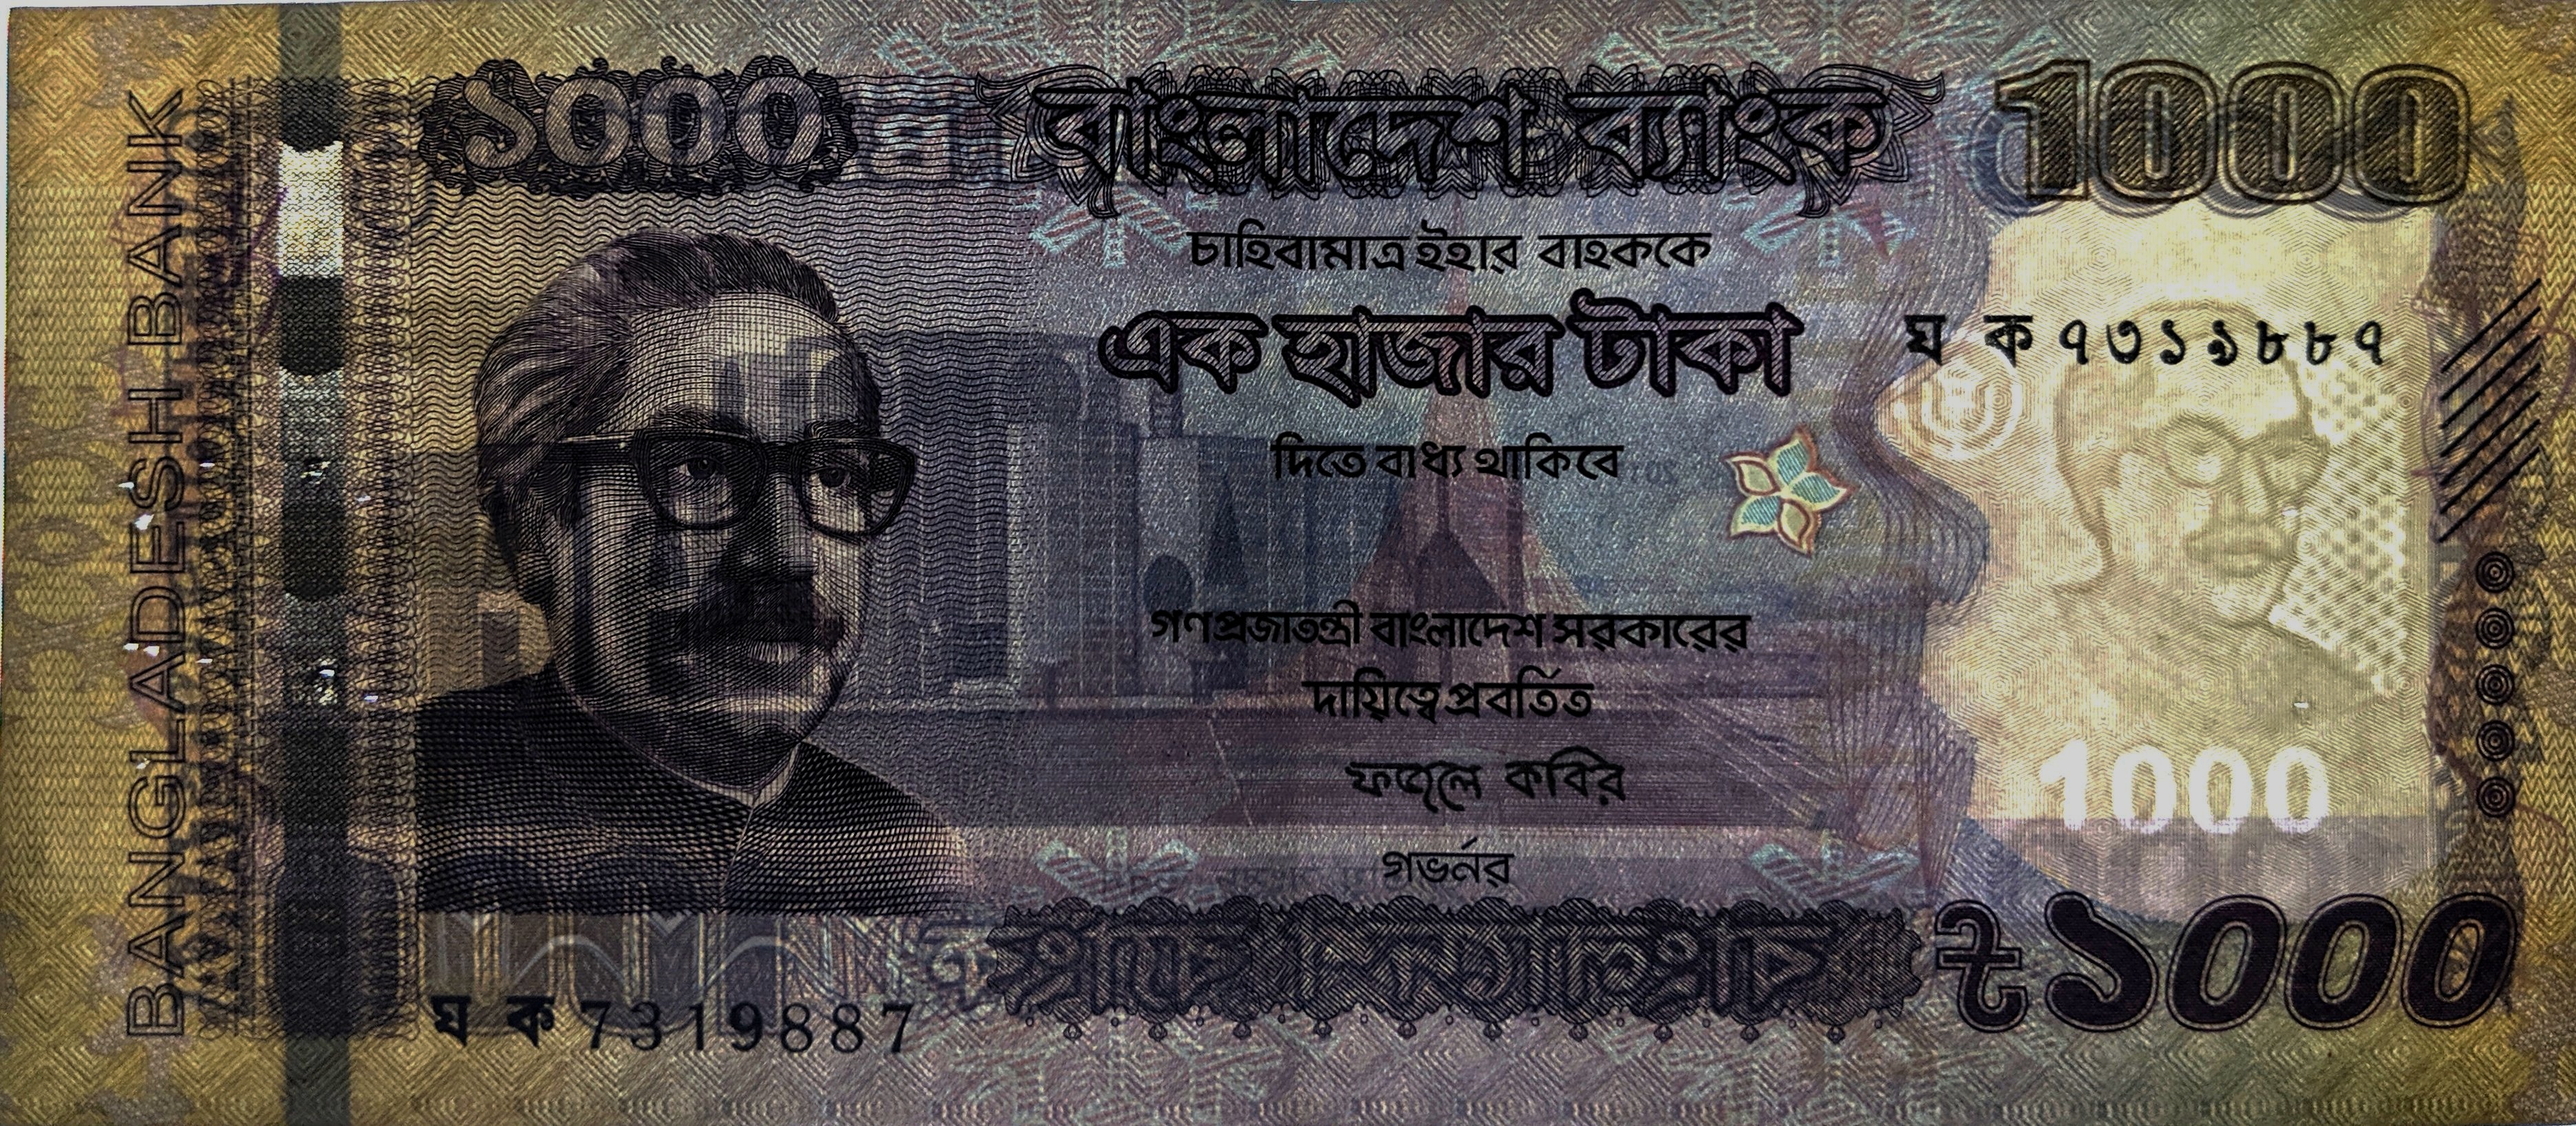 BANGLADESH BANK
১০০০
বাংলাদেশ ব্যাংক
1000
চাহিবামাত্র ইহার বাহককে
এক হাজার টাকা
ঘ ক ৭৩১৯৮৮৭
দিতে বাধ্য থাকিবে
গণপ্রজাতন্ত্রী বাংলাদেশ সরকারের
দায়িত্বে প্রবর্তিত
ফজলে কবির
গভর্নর
1000
৳১০০০
ঘ ক 7319887